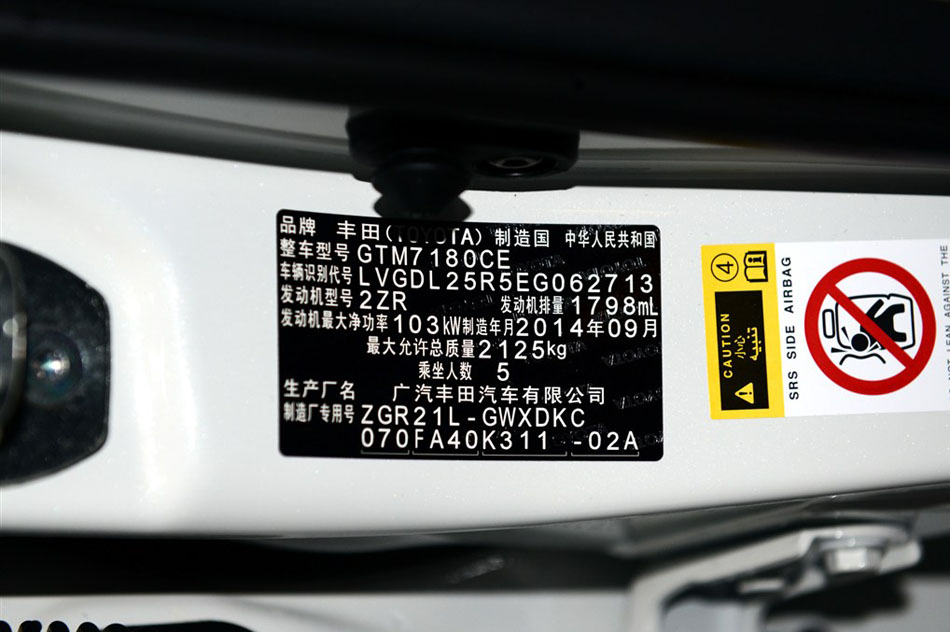 品牌 丰田(TOYOTA) 制造国 中华人民共和国
整车型号 GTM7180CE
车辆识别代号 LVGDL25R5EG062713
发动机型号 2ZR 发动机排量 1798mL
发动机最大净功率 103kW 制造年月 2014年09月
最大允许总质量 2125kg
乘坐人数 5
生产厂名 广汽丰田汽车有限公司
制造厂专用号 ZGR21L-GWXDKC
070FA40K311 -02A
4
CAUTION
小心
تنبيه
SRS SIDE AIRBAG
LEAN AGAINST THE